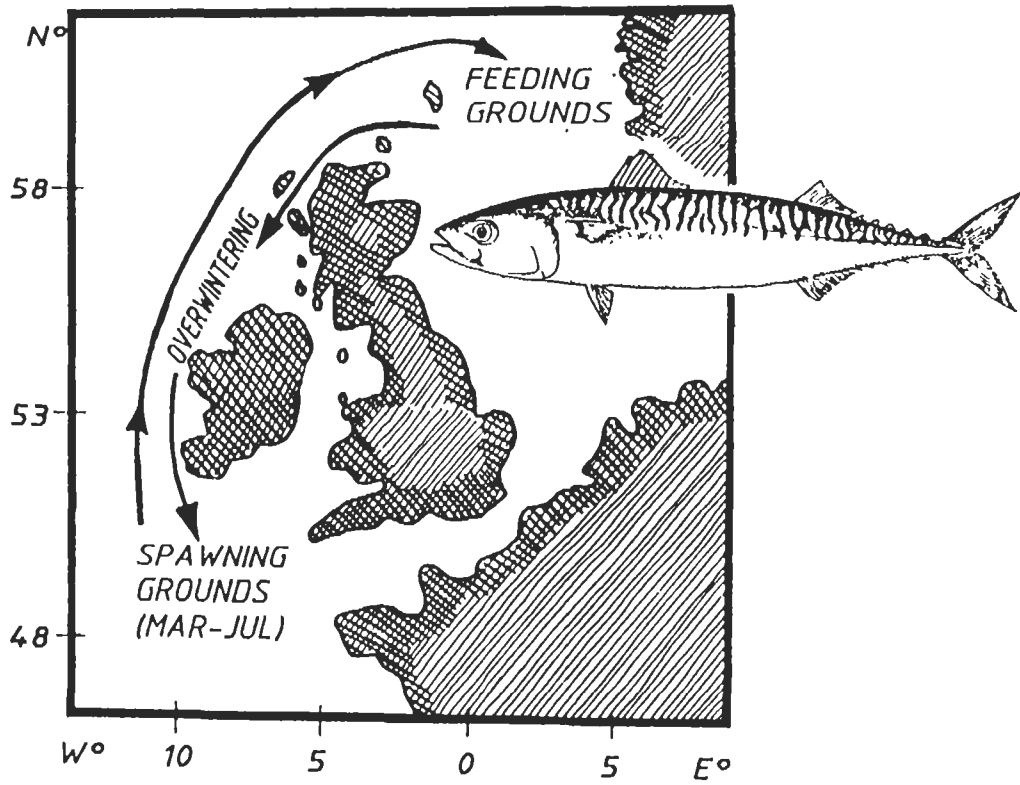 N°
FEEDING
GROUNDS
58
OVERWINTERING
53
SPAWNING
GROUNDS
(MAR-JUL)
48
W° 10 5 0 5 E°